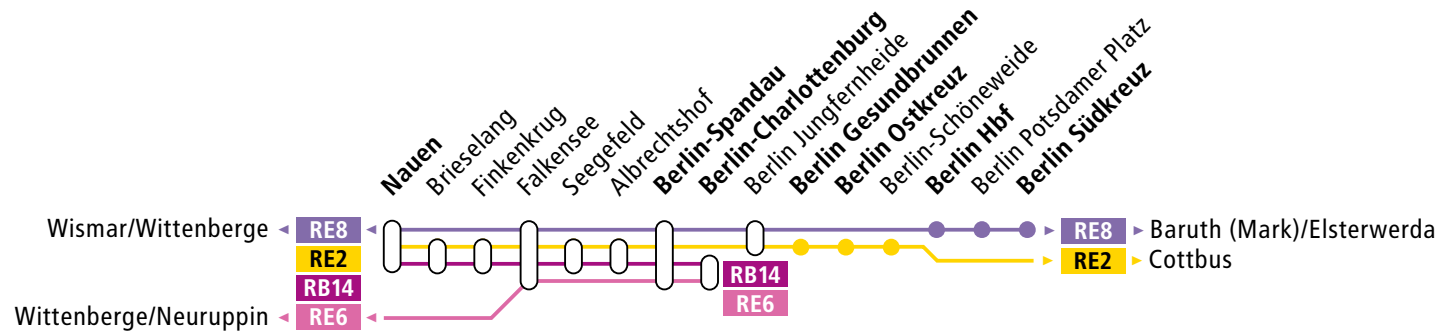 Nauen
Brieselang
Finkenkrug
Falkensee
Seegefeld
Albrechtshof
Berlin-Spandau
Berlin-Charlottenburg
Berlin Jungfernheide
Berlin Gesundbrunnen
Berlin Ostkreuz
Berlin-Schöneweide
Berlin Hbf
Berlin Potsdamer Platz
Berlin Südkreuz
Wismar/Wittenberge RE8
RE2
RB14
Wittenberge/Neuruppin RE6
RB14
RE6
RE8 Baruth (Mark)/Elsterwerda
RE2 Cottbus